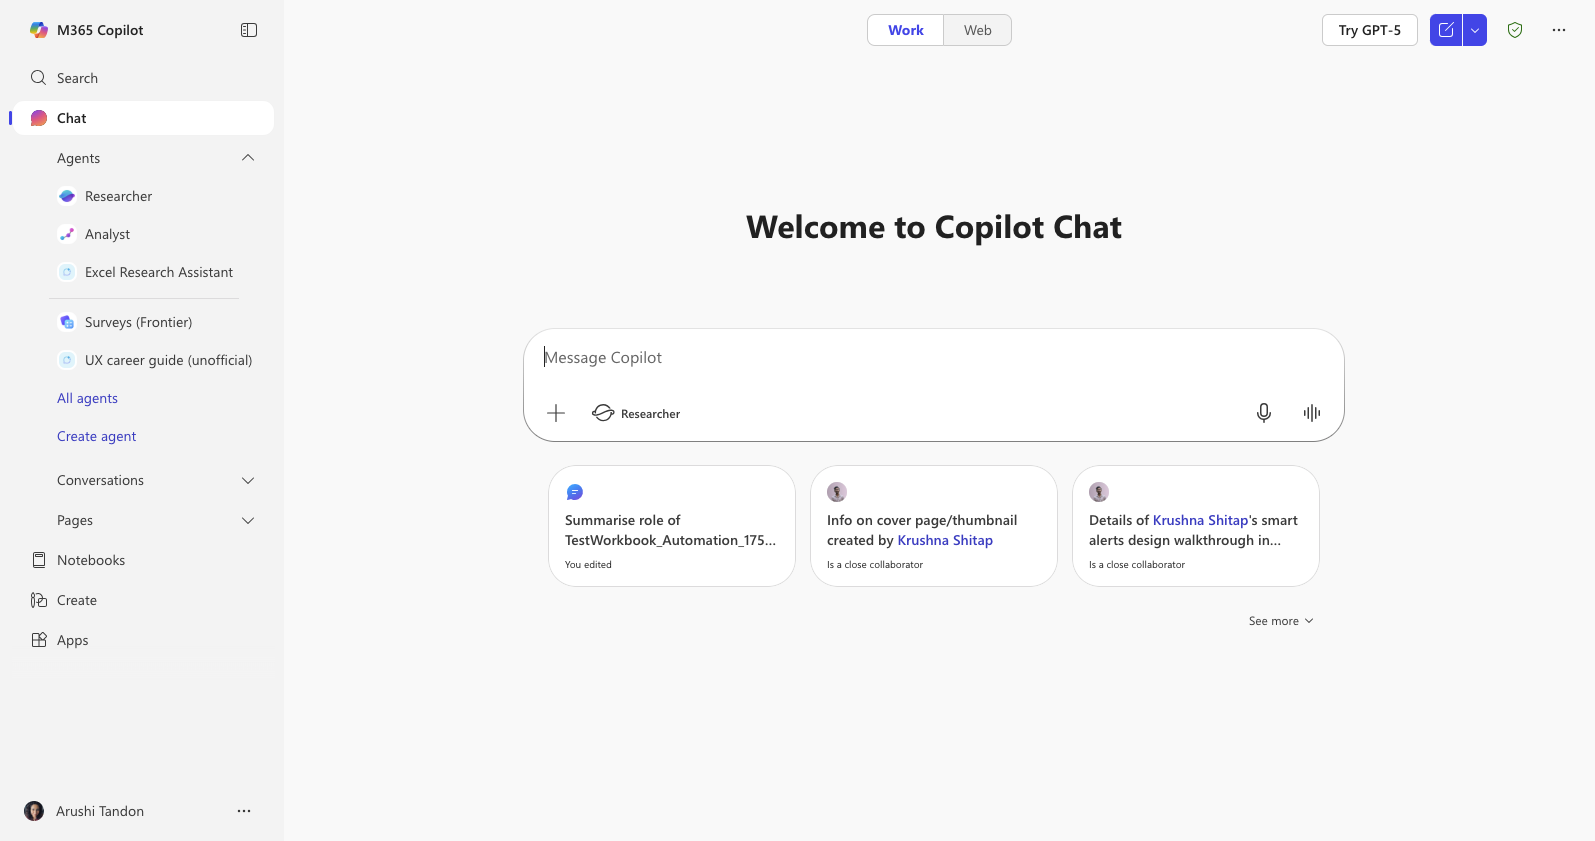 M365 Copilot
Search
Chat
Agents
Researcher
Analyst
Excel Research Assistant
Surveys (Frontier)
UX career guide (unofficial)
All agents
Create agent
Conversations
Pages
Notebooks
Create
Apps
Arushi Tandon
Work
Web
Try GPT-5
Welcome to Copilot Chat
Message Copilot
Researcher
Summarise role of
TestWorkbook_Automation_175...
You edited
Info on cover page/thumbnail
created by Krushna Shitap
Is a close collaborator
Details of Krushna Shitap's smart
alerts design walkthrough in...
Is a close collaborator
See more